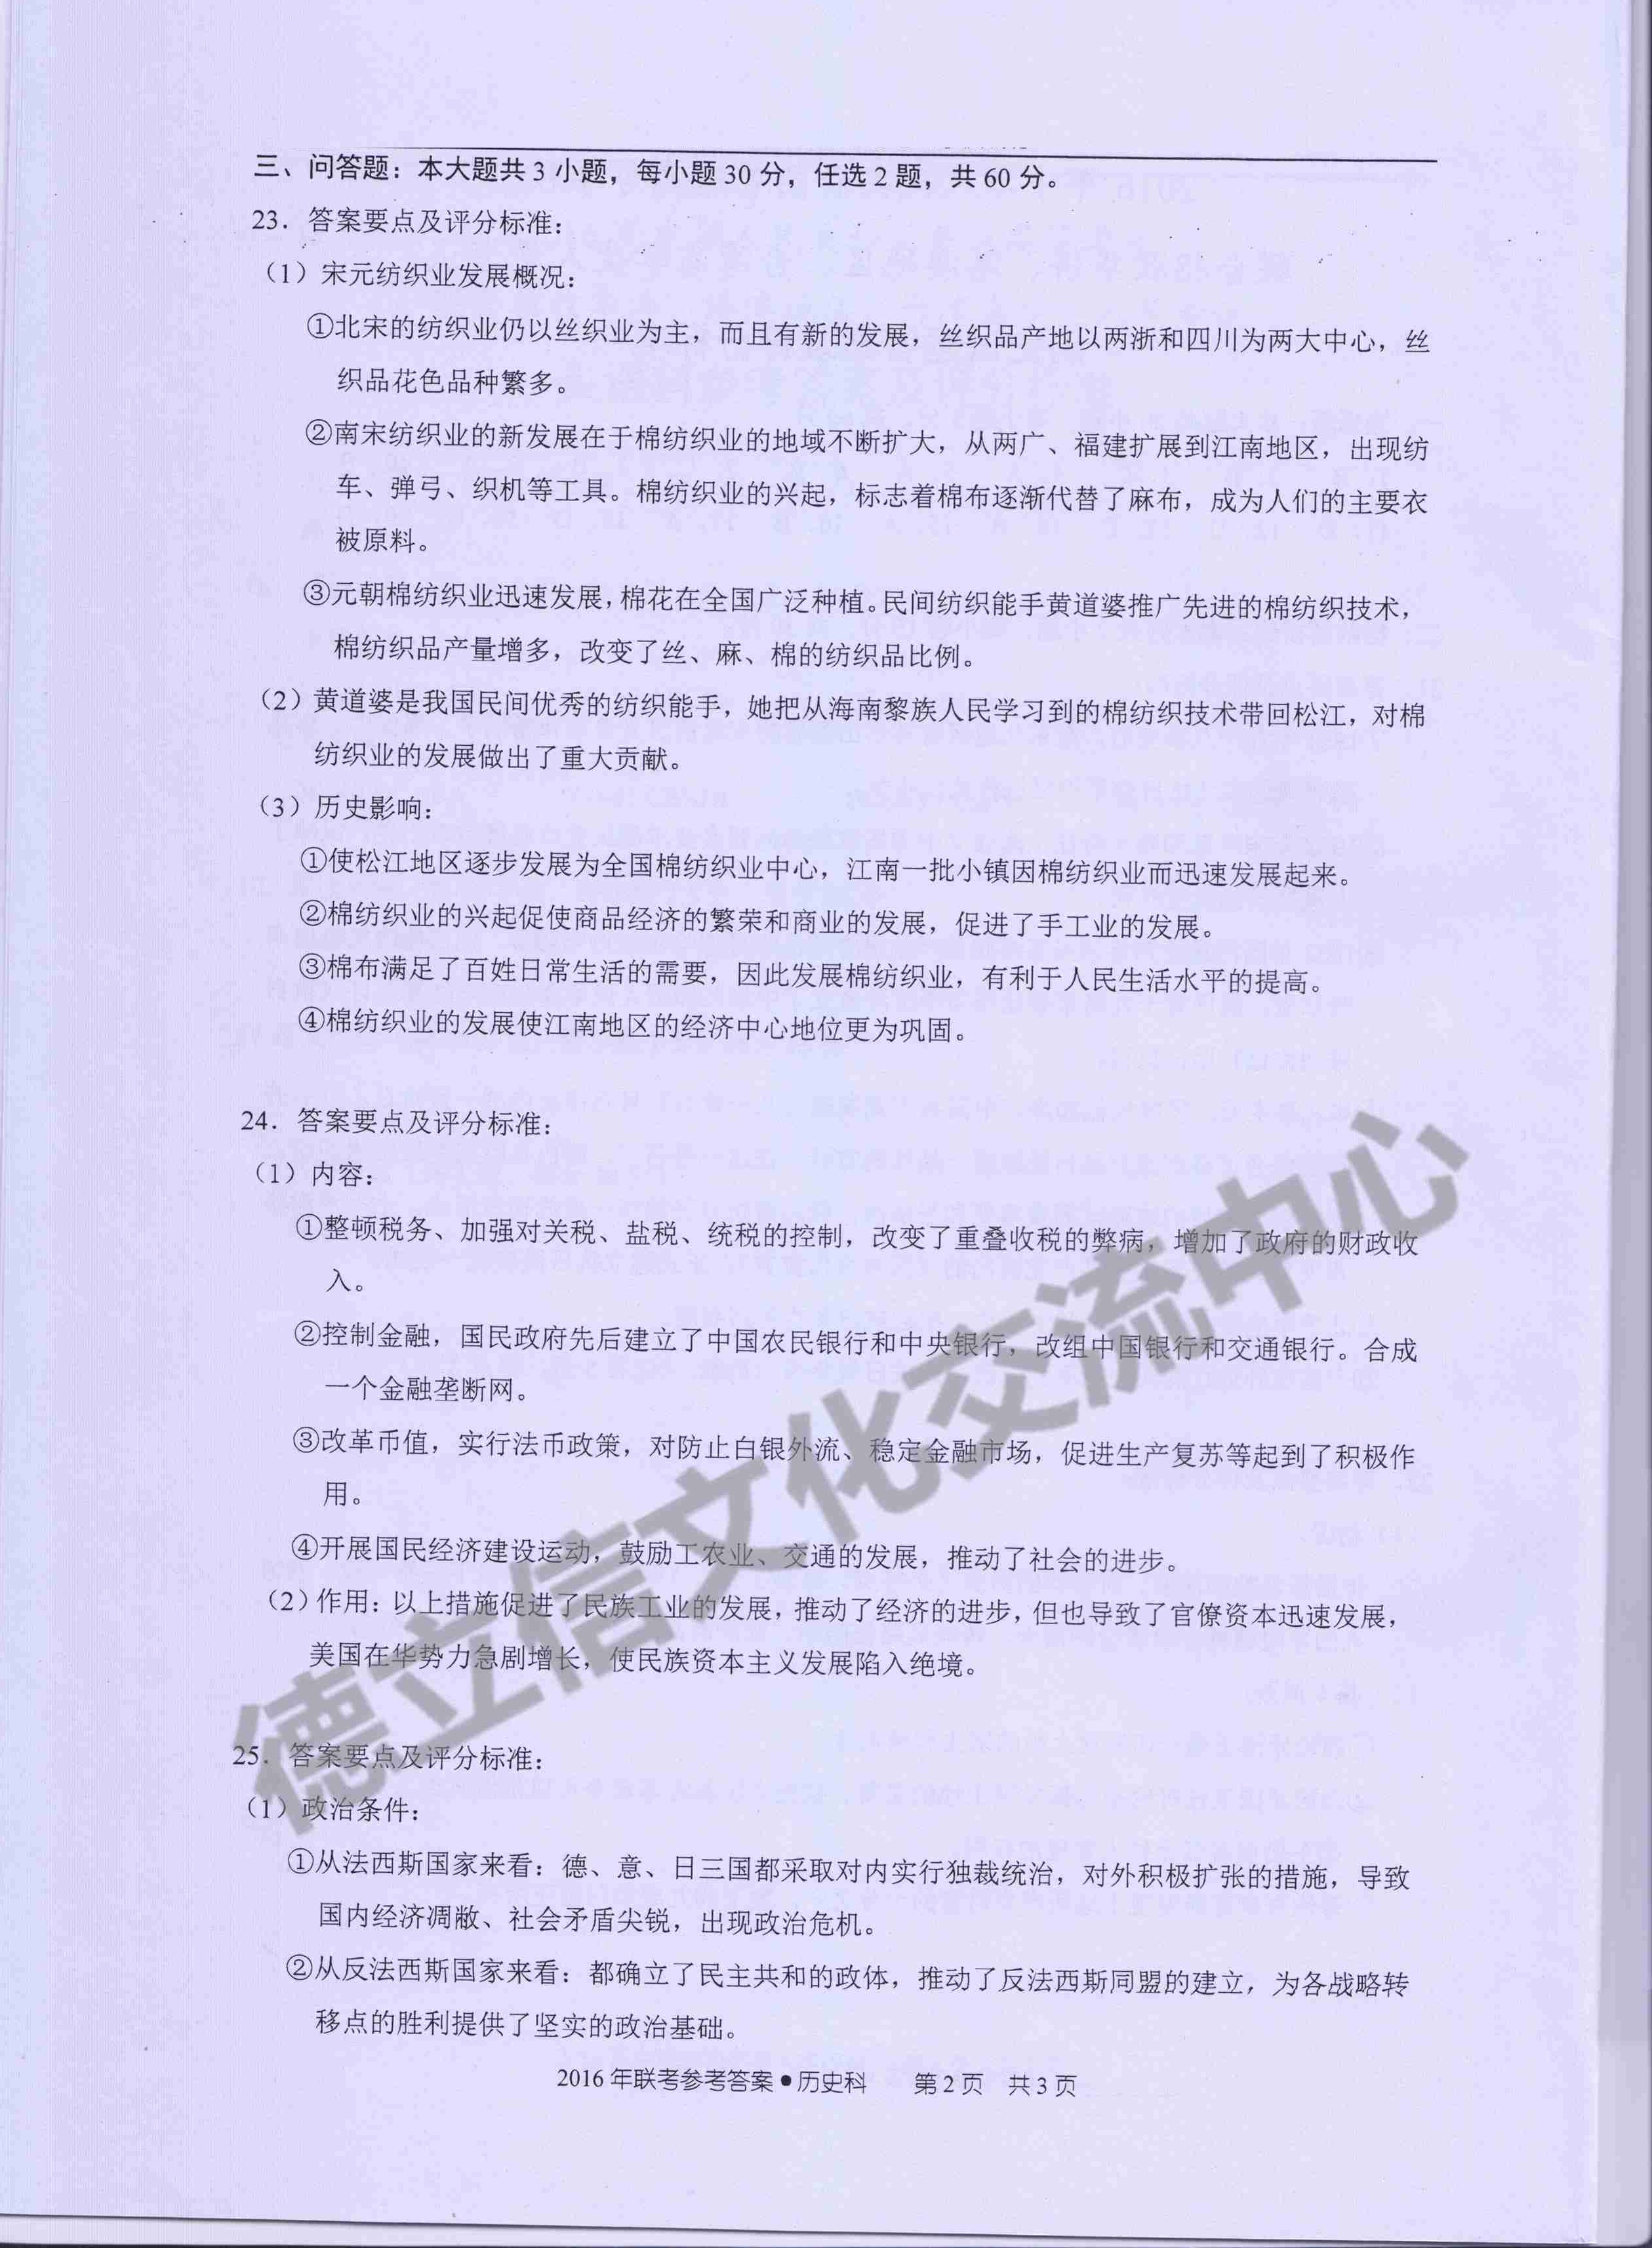 三、问答题：本大题共3小题，每小题30分，任选2题，共60分。
23．答案要点及评分标准：
（1）宋元纺织业发展概况：
①北宋的纺织业仍以丝织业为主，而且有新的发展，丝织品产地以两浙和四川为两大中心，丝
织品花色品种繁多。
②南宋纺织业的新发展在于棉纺织业的地域不断扩大，从两广、福建扩展到江南地区，出现纺
车、弹弓、织机等工具。棉纺织业的兴起，标志着棉布逐渐代替了麻布，成为人们的主要衣
被原料。
③元朝棉纺织业迅速发展，棉花在全国广泛种植。民间纺织能手黄道婆推广先进的棉纺织技术，
棉纺织品产量增多，改变了丝、麻、棉的纺织品比例。
（2）黄道婆是我国民间优秀的纺织能手，她把从海南黎族人民学习到的棉纺织技术带回松江，对棉
纺织业的发展做出了重大贡献。
（3）历史影响：
①使松江地区逐步发展为全国棉纺织业中心，江南一批小镇因棉纺织业而迅速发展起来。
②棉纺织业的兴起促使商品经济的繁荣和商业的发展，促进了手工业的发展。
③棉布满足了百姓日常生活的需要，因此发展棉纺织业，有利于人民生活水平的提高。
④棉纺织业的发展使江南地区的经济中心地位更为巩固。
24．答案要点及评分标准：
（1）内容：
①整顿税务、加强对关税、盐税、统税的控制，改变了重叠收税的弊病，增加了政府的财政收
入。
②控制金融，国民政府先后建立了中国农民银行和中央银行，改组中国银行和交通银行。合成
一个金融垄断网。
③改革币值，实行法币政策，对防止白银外流、稳定金融市场，促进生产复苏等起到了积极作
用。
④开展国民经济建设运动，鼓励工农业、交通的发展，推动了社会的进步。
（2）作用：以上措施促进了民族工业的发展，推动了经济的进步，但也导致了官僚资本迅速发展，
美国在华势力急剧增长，使民族资本主义发展陷入绝境。
25．答案要点及评分标准：
（1）政治条件：
①从法西斯国家来看：德、意、日三国都采取对内实行独裁统治，对外积极扩张的措施，导致
国内经济凋敝、社会矛盾尖锐，出现政治危机。
②从反法西斯国家来看：都确立了民主共和的政体，推动了反法西斯同盟的建立，为各战略转
移点的胜利提供了坚实的政治基础。
2016年联考参考答案●历史科 第2页 共3页
德立信文化交流中心